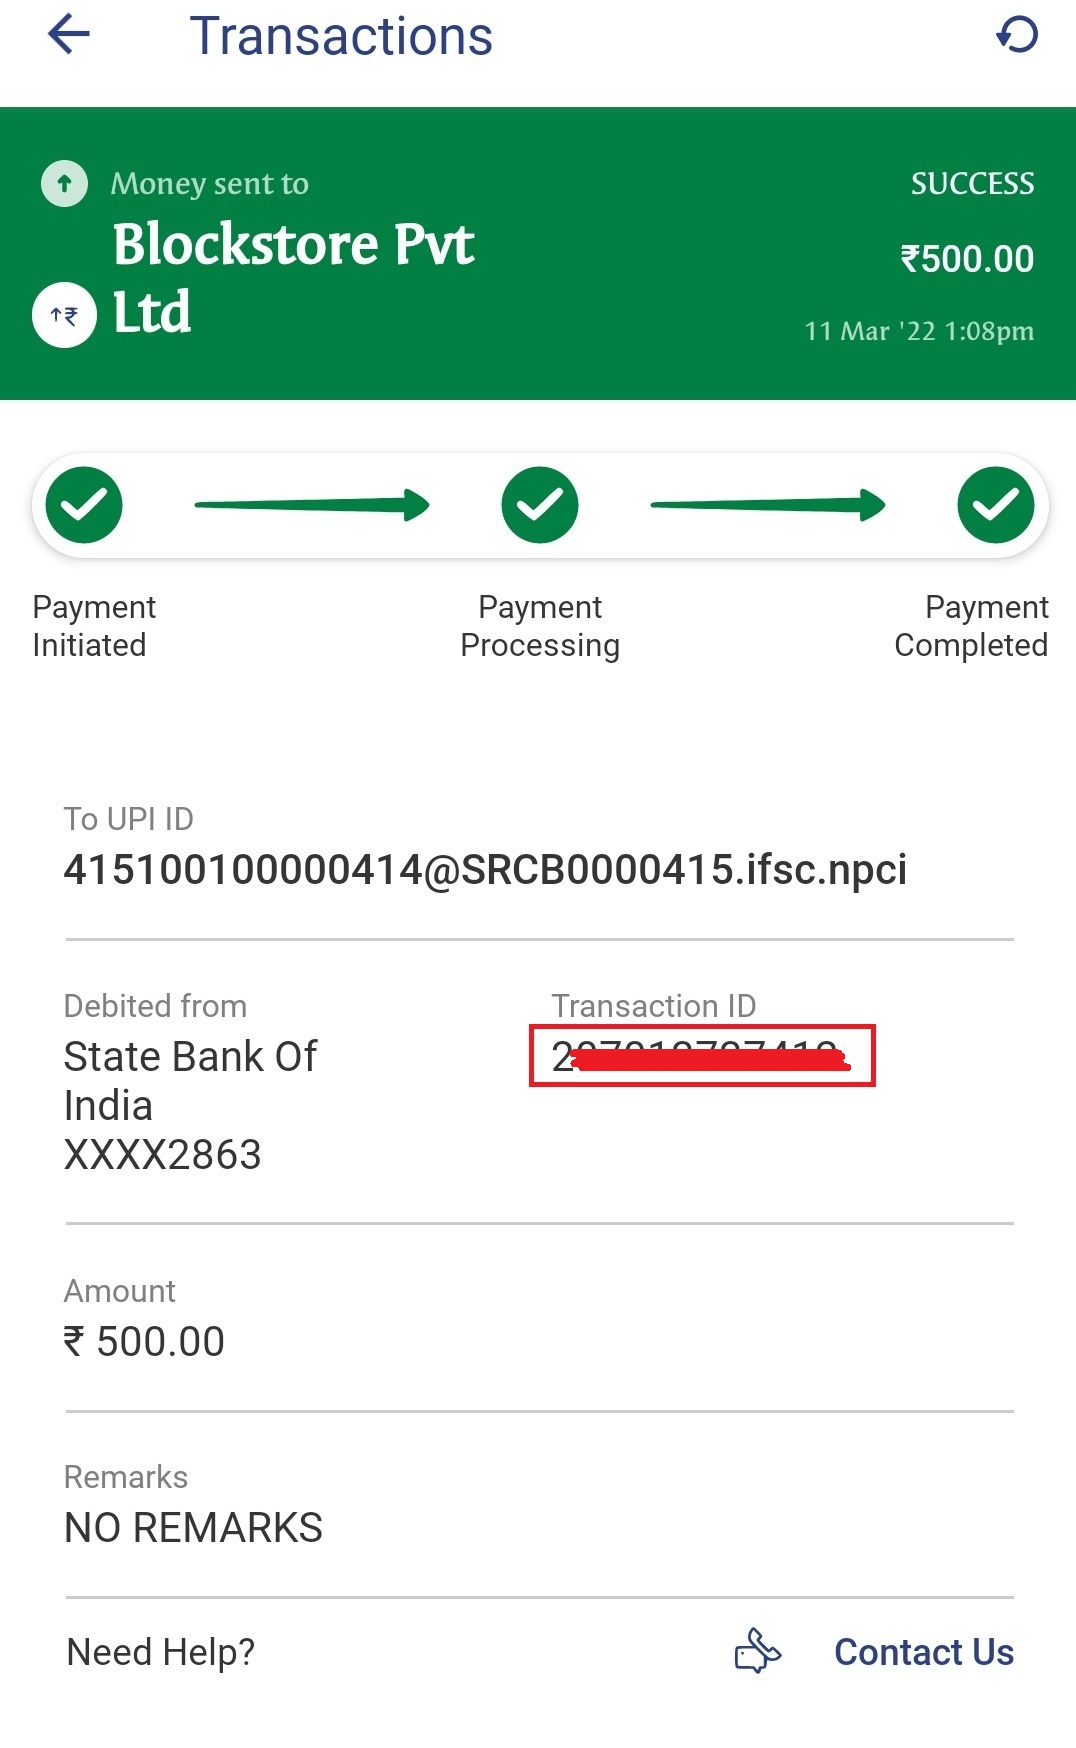 Transactions
Money sent to
SUCCESS
Blockstore Pvt
Ltd
₹500.00
11 Mar '22 1:08pm
Payment
Initiated
Payment
Processing
Payment
Completed
To UPI ID
415100100000414@SRCB0000415.ifsc.npci
Debited from
Transaction ID
State Bank Of
India
XXXX2863
Amount
₹ 500.00
Remarks
NO REMARKS
Need Help?
Contact Us